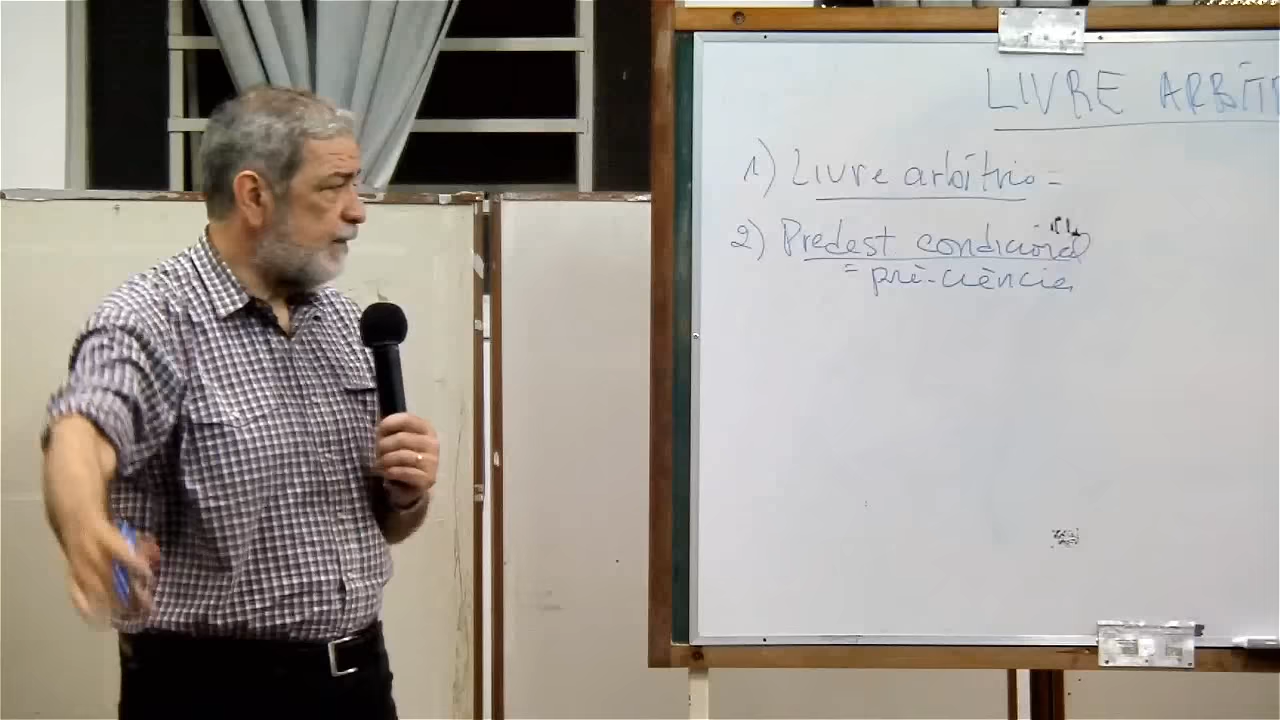 LIVRE ARBÍT
1) Livre arbítrio =
2) Predest condicional
= pré-ciência